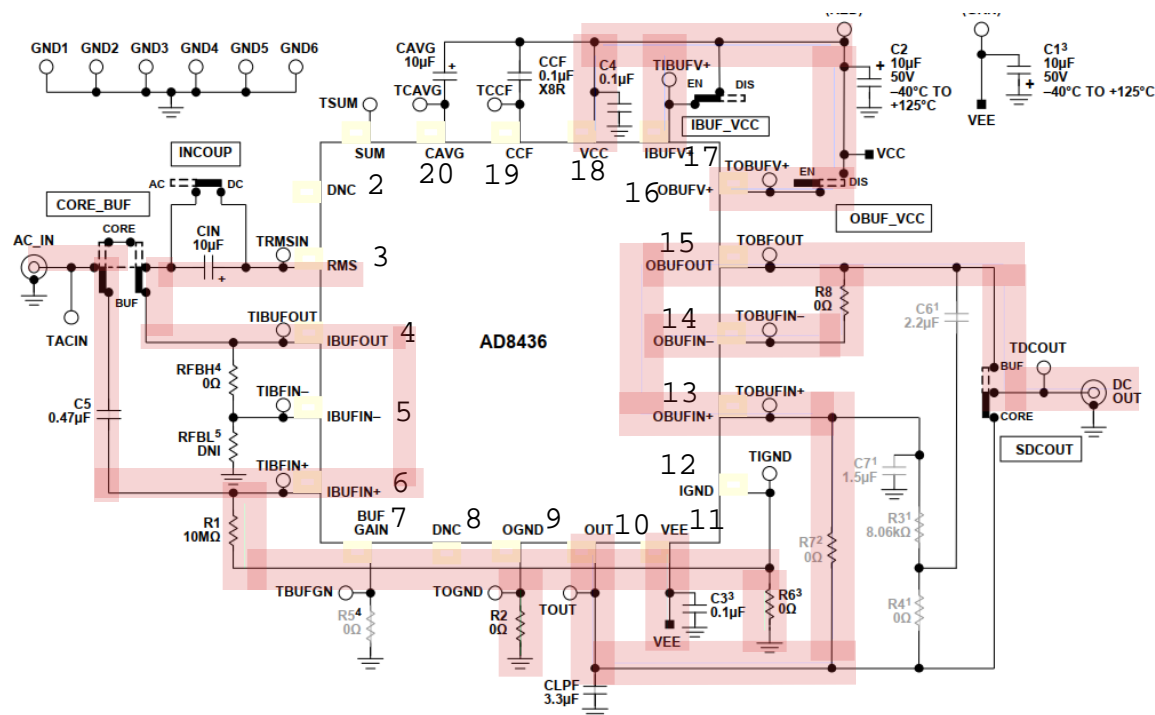 GND1 GND2 GND3 GND4 GND5 GND6
CAVG
10µF
+
CCF
0.1µF
X8R
C4
0.1µF
TIBUFV+
EN
DIS
IBUF_VCC
C2
10µF
50V
–40°C TO
+125°C
+
C1³
10µF
50V
–40°C TO +125°C
+
VEE
VCC
TSUM
TCAVG
TCCF
SUM
CAVG
CCF
VCC
IBUFV+
2
20
19
18
17
16
INCOUP
AC
DC
CORE_BUF
CORE
AC_IN
BUF
TACIN
CIN
10µF
+
TRMSIN
DNC
RMS
3
OBUFV+
TOBUFV+
EN
DIS
OBUF_VCC
15
OBUFOUT
TOBFOUT
R8
0Ω
C6¹
2.2µF
TIBUFOUT
IBUFOUT
4
AD8436
14
OBUFIN–
TOBUFIN–
BUF
TDCOUT
DC
OUT
CORE
SDCOUT
RFBH⁴
0Ω
TIBFIN–
IBUFIN–
5
C5
0.47µF
RFBL⁵
DNI
TIBFIN+
IBUFIN+
6
13
OBUFIN+
TOBUFIN+
12
IGND
TIGND
C7¹
1.5µF
R3¹
8.06kΩ
R1
10MΩ
BUF
GAIN
7
DNC
8
OGND
9
OUT
10
VEE
11
R7²
0Ω
R4¹
0Ω
TBUFGN
R5⁴
0Ω
TOGND
R2
0Ω
TOUT
C3³
0.1µF
VEE
R6³
0Ω
CLPF
3.3µF